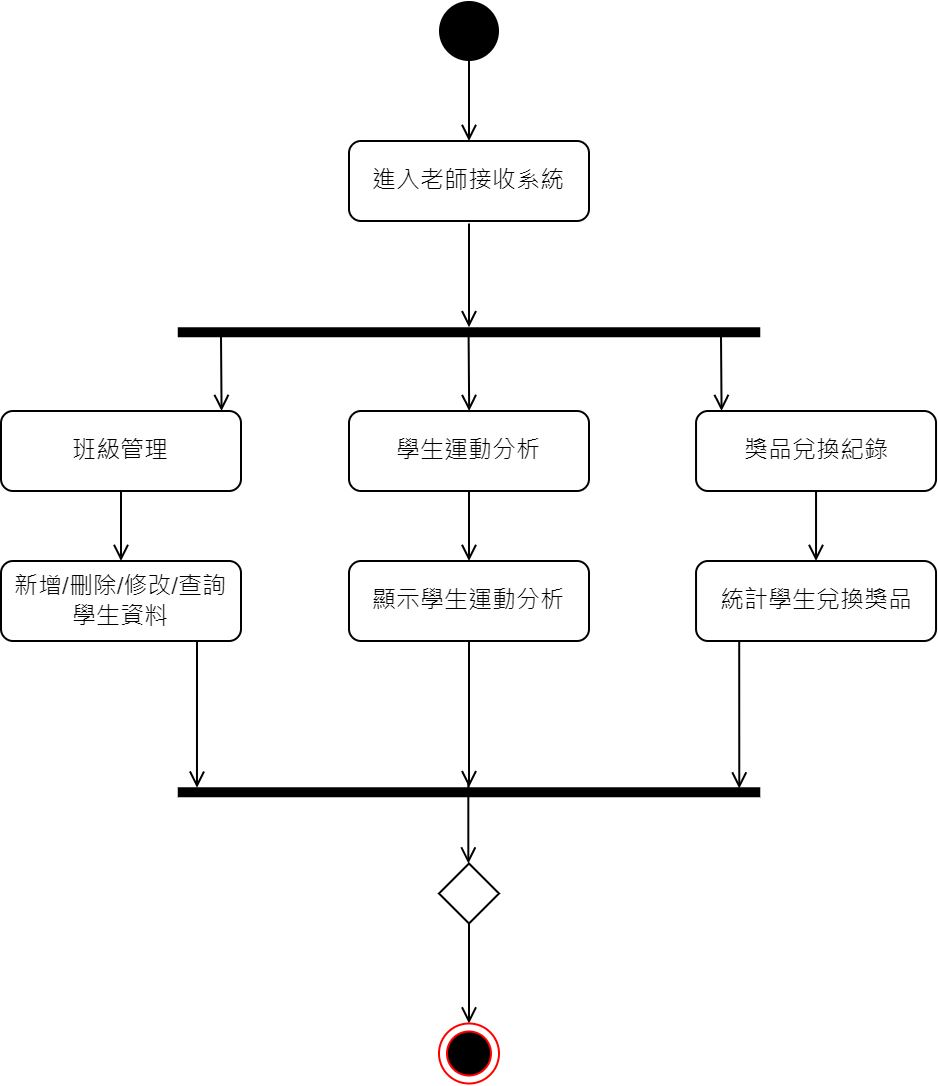 進入老師接收系統
班級管理
學生運動分析
獎品兌換紀錄
新增/刪除/修改/查詢
學生資料
顯示學生運動分析
統計學生兌換獎品